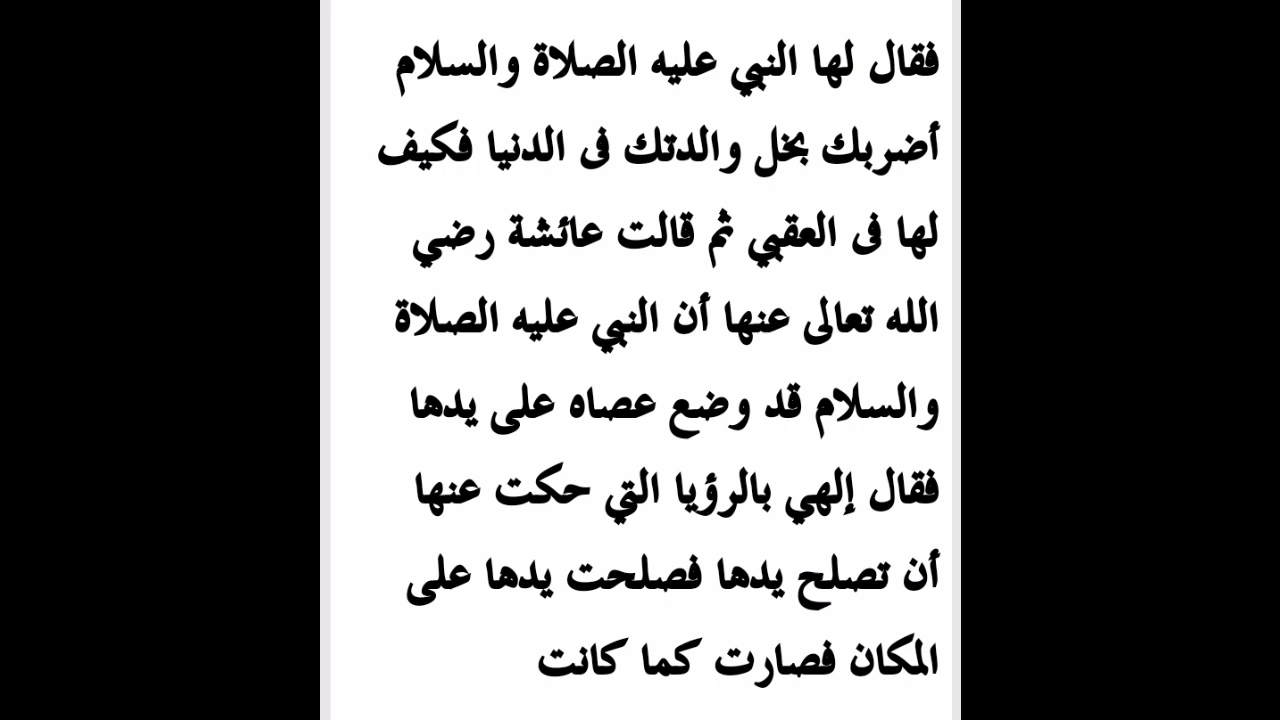 فقال لها النبي عليه الصلاة والسلام
أضربك بخل والدتك فى الدنيا فكيف
لها فى العقبي ثم قالت عائشة رضي
الله تعالى عنها أن النبي عليه الصلاة
والسلام قد وضع عصاه على يدها
فقال إلهي بالرؤيا التي حكت عنها
أن تصلح يدها فصلحت يدها على
المكان فصارت كما كانت